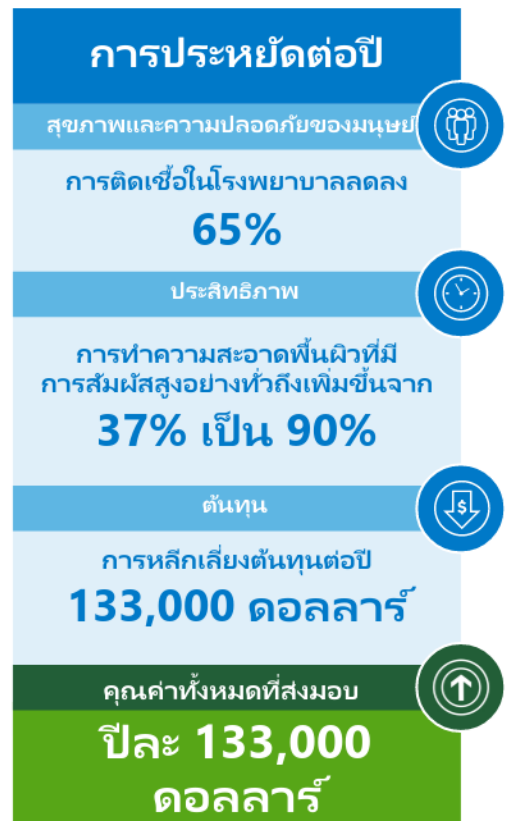 การประหยัดต่อปี
สุขภาพและความปลอดภัยของมนุษย์
การติดเชื้อในโรงพยาบาลลดลง
65%
ประสิทธิภาพ
การทำความสะอาดพื้นผิวที่มี
การสัมผัสสูงอย่างทั่วถึงเพิ่มขึ้นจาก
37% เป็น 90%
ต้นทุน
$
การหลีกเลี่ยงต้นทุนต่อปี
133,000 ดอลลาร์
คุณค่าทั้งหมดที่ส่งมอบ
ปีละ 133,000
ดอลลาร์